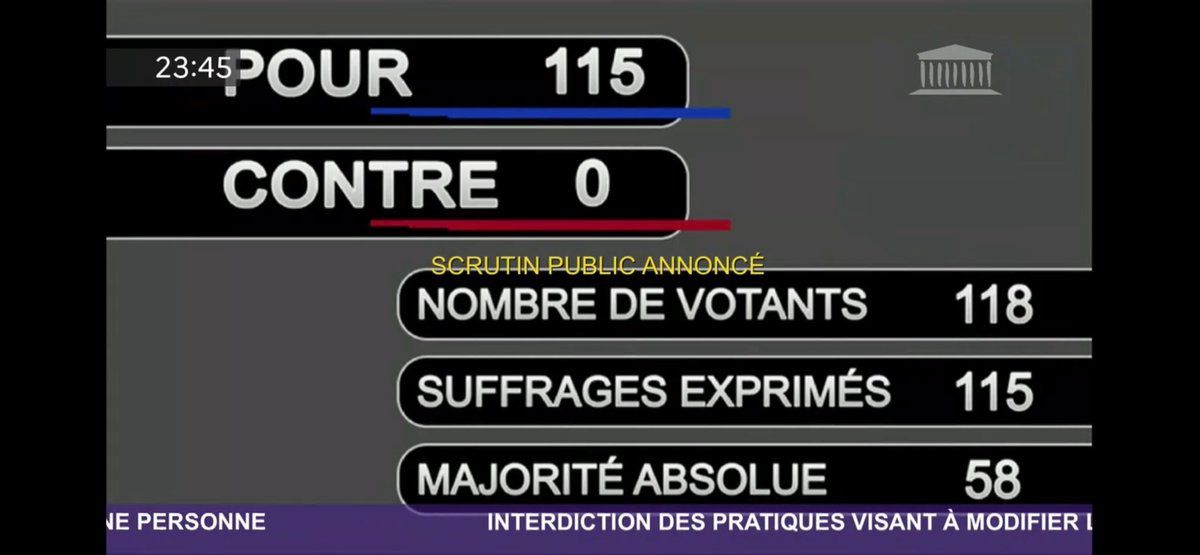 23:45
POUR 115
CONTRE 0
SCRUTIN PUBLIC ANNONCÉ
NOMBRE DE VOTANTS 118
SUFFRAGES EXPRIMÉS 115
MAJORITÉ ABSOLUE 58
NE PERSONNE INTERDICTION DES PRATIQUES VISANT À MODIFIER L